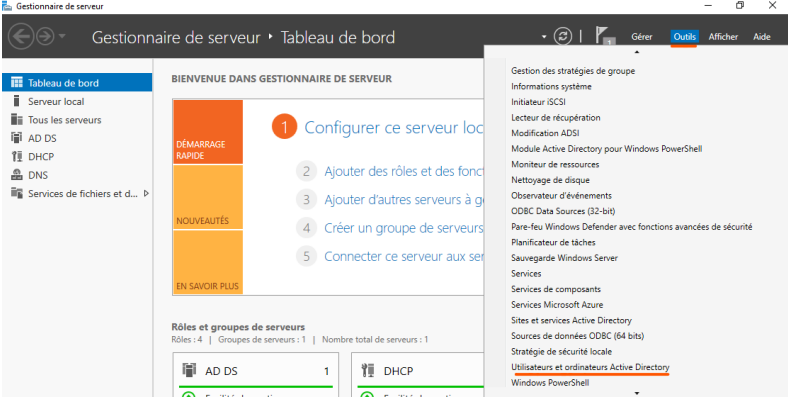 Gestionnaire de serveur
Gestionnaire de serveur • Tableau de bord
1
Gérer
Outils
Afficher
Aide
Tableau de bord
Serveur local
Tous les serveurs
AD DS
DHCP
DNS
Services de fichiers et d...
BIENVENUE DANS GESTIONNAIRE DE SERVEUR
DÉMARRAGE
RAPIDE
NOUVEAUTÉS
EN SAVOIR PLUS
1 Configurer ce serveur loc
2 Ajouter des rôles et des fonc
3 Ajouter d'autres serveurs à g
4 Créer un groupe de serveurs
5 Connecter ce serveur aux ser
Rôles et groupes de serveurs
Rôles : 4 | Groupes de serveurs : 1 | Nombre total de serveurs : 1
AD DS 1
DHCP
Gestion des stratégies de groupe
Informations système
Initiateur iSCSI
Lecteur de récupération
Modification ADSI
Module Active Directory pour Windows PowerShell
Moniteur de ressources
Nettoyage de disque
Observateur d'événements
ODBC Data Sources (32-bit)
Pare-feu Windows Defender avec fonctions avancées de sécurité
Planificateur de tâches
Sauvegarde Windows Server
Services
Services de composants
Services Microsoft Azure
Sites et services Active Directory
Sources de données ODBC (64 bits)
Stratégie de sécurité locale
Utilisateurs et ordinateurs Active Directory
Windows PowerShell